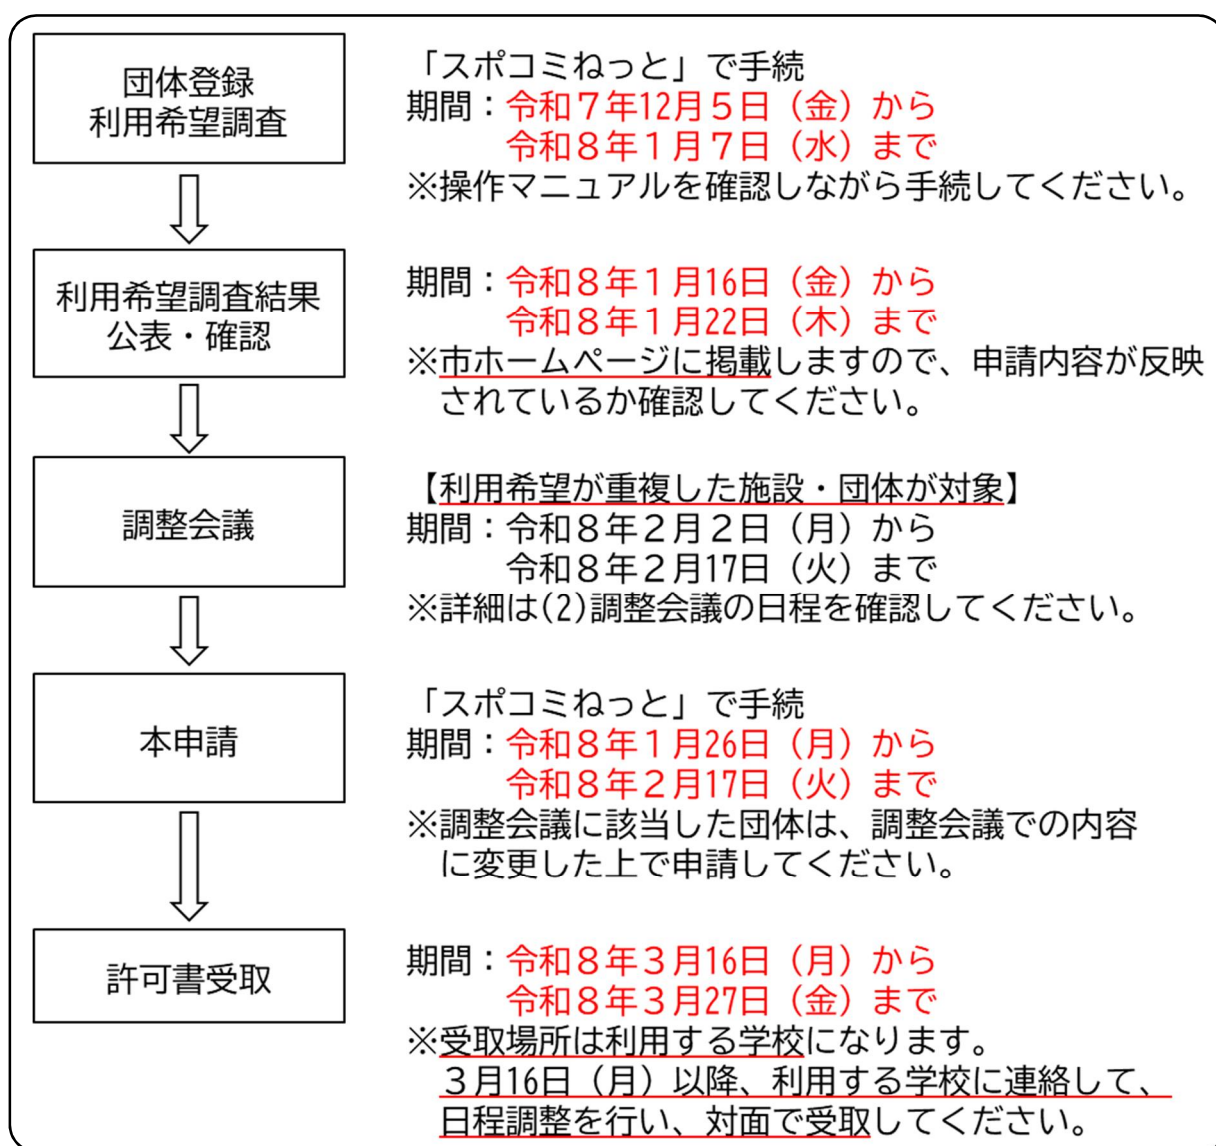 団体登録
利用希望調査
「スポコミねっと」で手続
期間：令和７年12月５日（金）から
令和８年１月７日（水）まで
※操作マニュアルを確認しながら手続してください。
利用希望調査結果
公表・確認
期間：令和８年１月16日（金）から
令和８年１月22日（木）まで
※市ホームページに掲載しますので、申請内容が反映
されているか確認してください。
調整会議
【利用希望が重複した施設・団体が対象】
期間：令和８年２月２日（月）から
令和８年２月17日（火）まで
※詳細は(2)調整会議の日程を確認してください。
本申請
「スポコミねっと」で手続
期間：令和８年１月26日（月）から
令和８年２月17日（火）まで
※調整会議に該当した団体は、調整会議での内容
に変更した上で申請してください。
許可書受取
期間：令和８年３月16日（月）から
令和８年３月27日（金）まで
※受取場所は利用する学校になります。
３月16日（月）以降、利用する学校に連絡して、
日程調整を行い、対面で受取してください。